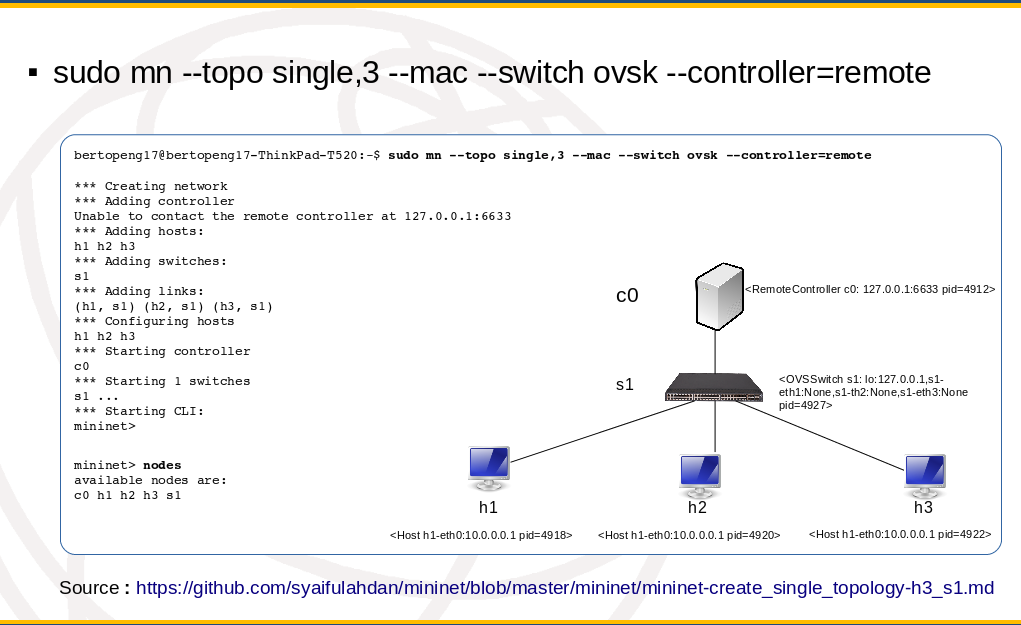 ▪ sudo mn --topo single,3 --mac --switch ovsk --controller=remote
bertopeng17@bertopeng17-ThinkPad-T520:~$ sudo mn --topo single,3 --mac --switch ovsk --controller=remote
*** Creating network
*** Adding controller
Unable to contact the remote controller at 127.0.0.1:6633
*** Adding hosts:
h1 h2 h3
*** Adding switches:
s1
*** Adding links:
(h1, s1) (h2, s1) (h3, s1)
*** Configuring hosts
h1 h2 h3
*** Starting controller
c0
*** Starting 1 switches
s1 ...
*** Starting CLI:
mininet>
mininet> nodes
available nodes are:
c0 h1 h2 h3 s1
c0
<RemoteController c0: 127.0.0.1:6633 pid=4912>
s1
<OVSSwitch s1: lo:127.0.0.1,s1-
eth1:None,s1-th2:None,s1-eth3:None
pid=4927>
h1
h2
h3
<Host h1-eth0:10.0.0.0.1 pid=4918>
<Host h1-eth0:10.0.0.0.1 pid=4920>
<Host h1-eth0:10.0.0.0.1 pid=4922>
Source : https://github.com/syaifulahdan/mininet/blob/master/mininet/mininet-create_single_topology-h3_s1.md